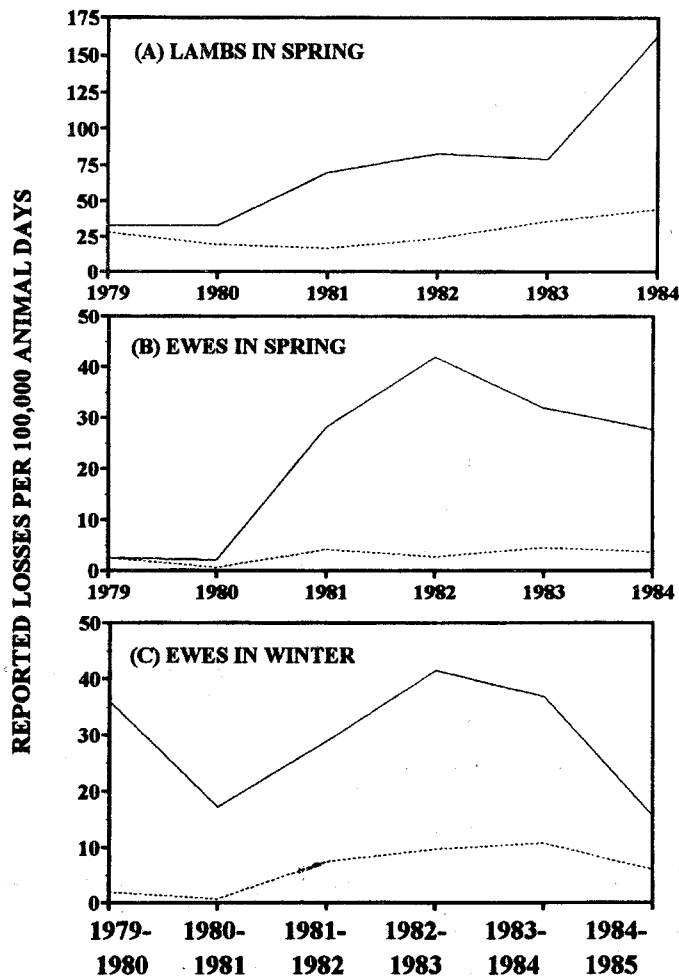 REPORTED LOSSES PER 100,000 ANIMAL DAYS
(A) LAMBS IN SPRING
175
150
125
100
75
50
25
0
1979 1980 1981 1982 1983 1984
(B) EWES IN SPRING
50
40
30
20
10
0
1979 1980 1981 1982 1983 1984
(C) EWES IN WINTER
50
40
30
20
10
0
1979- 1980- 1981- 1982- 1983- 1984-
1980 1981 1982 1983 1984 1985